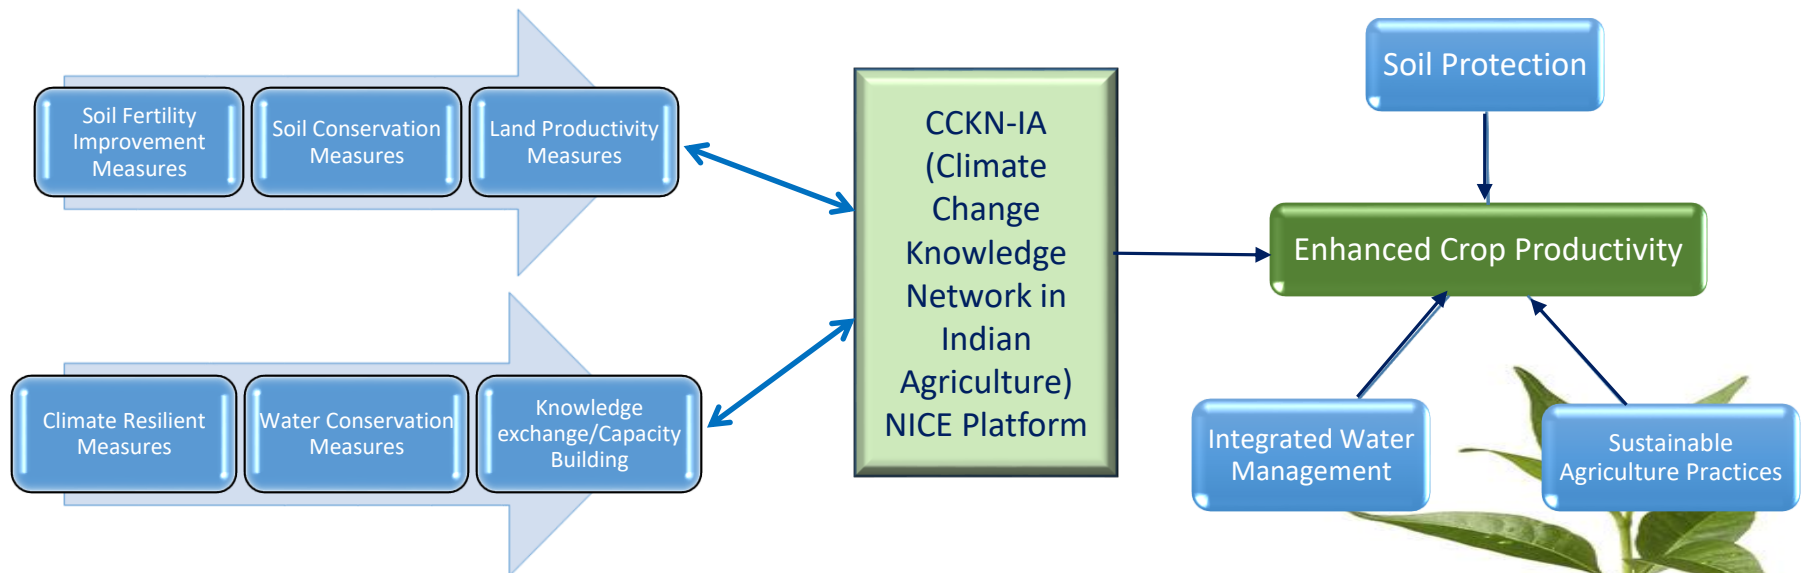 Soil Fertility
Improvement
Measures
Soil Conservation
Measures
Land Productivity
Measures
Climate Resilient
Measures
Water Conservation
Measures
Knowledge
exchange/Capacity
Building
CCKN-IA
(Climate
Change
Knowledge
Network in
Indian
Agriculture)
NICE Platform
Soil Protection
Enhanced Crop Productivity
Integrated Water
Management
Sustainable
Agriculture Practices